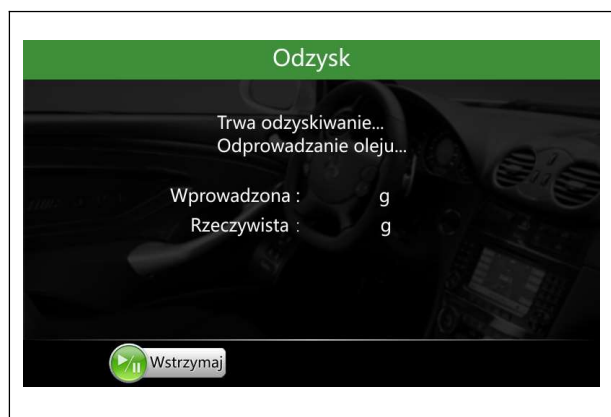 Odzysk
Trwa odzyskiwanie...
Odprowadzanie oleju...
Wprowadzona : g
Rzeczywista : g
Wstrzymaj